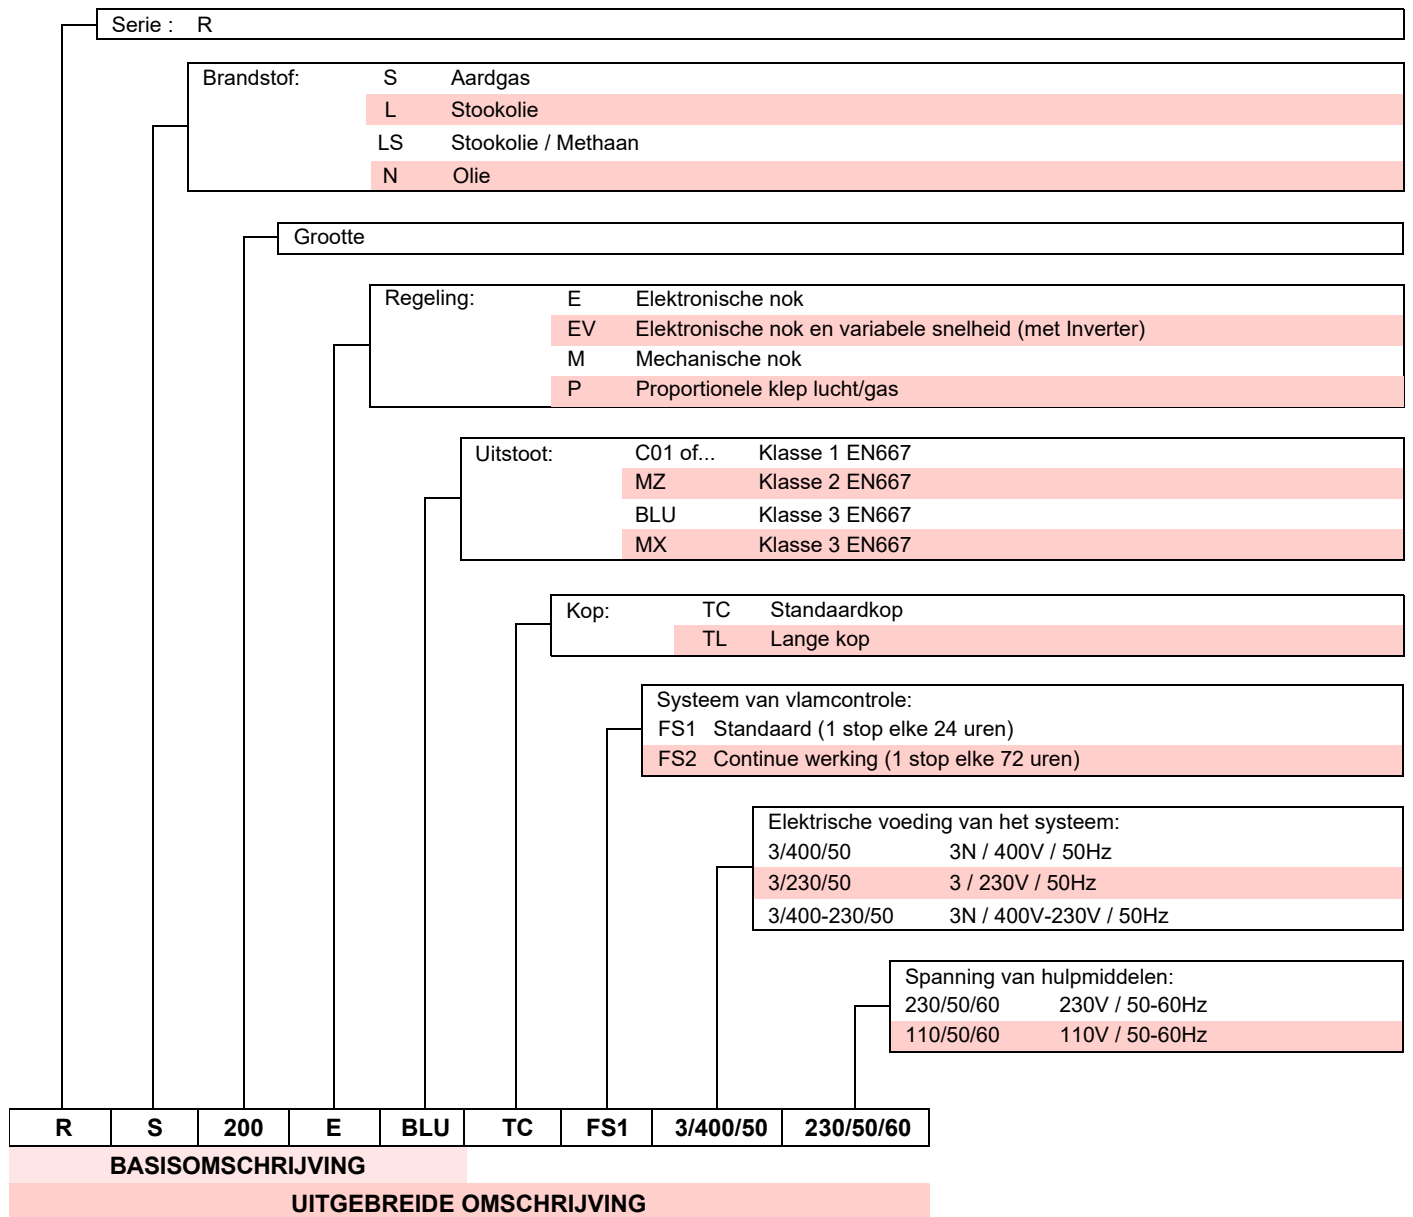 Serie : R
Brandstof: S Aardgas
L Stookolie
LS Stookolie / Methaan
N Olie
Grootte
Regeling: E Elektronische nok
EV Elektronische nok en variabele snelheid (met Inverter)
M Mechanische nok
P Proportionele klep lucht/gas
Uitstoot: C01 of... Klasse 1 EN667
MZ Klasse 2 EN667
BLU Klasse 3 EN667
MX Klasse 3 EN667
Kop: TC Standaardkop
TL Lange kop
Systeem van vlamcontrole:
FS1 Standaard (1 stop elke 24 uren)
FS2 Continue werking (1 stop elke 72 uren)
Elektrische voeding van het systeem:
3/400/50 3N / 400V / 50Hz
3/230/50 3 / 230V / 50Hz
3/400-230/50 3N / 400V-230V / 50Hz
Spanning van hulpmiddelen:
230/50/60 230V / 50-60Hz
110/50/60 110V / 50-60Hz
R S 200 E BLU TC FS1 3/400/50 230/50/60
BASISOMSCHRIJVING
UITGEBREIDE OMSCHRIJVING